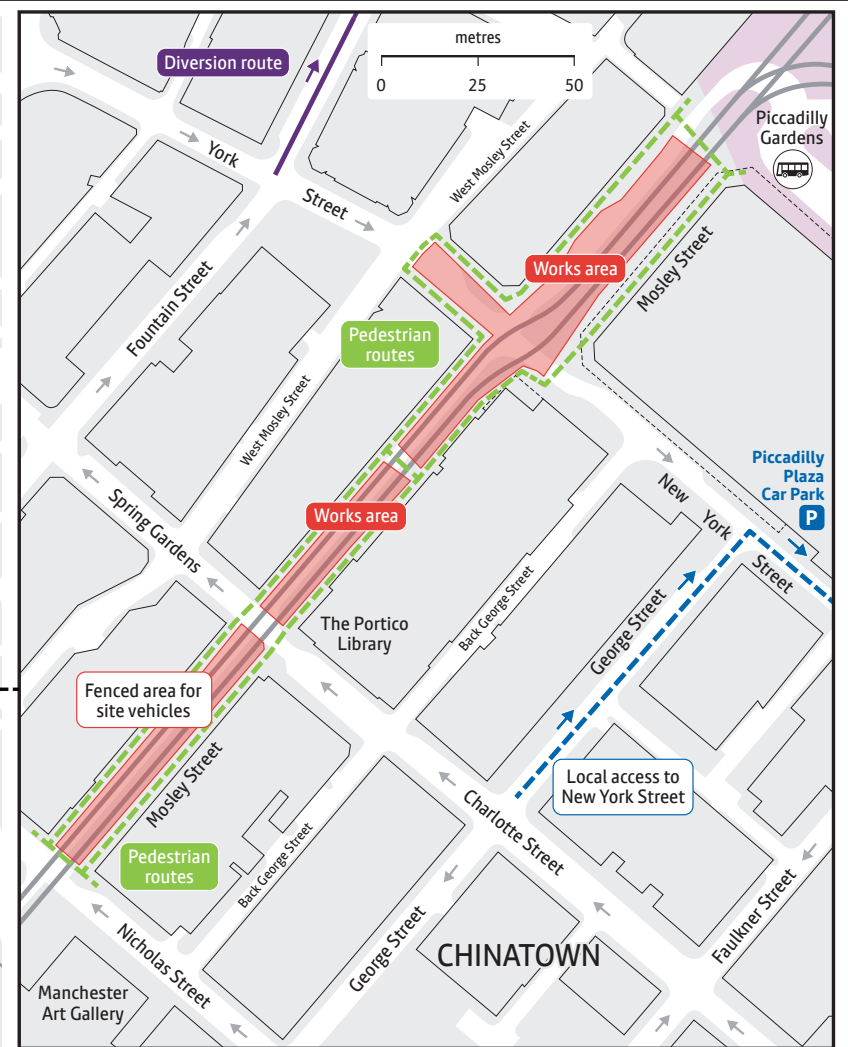 metres
0 25 50
Diversion route
Piccadilly
Gardens
York
Street
West Mosley Street
Works area
Mosley Street
Fountain Street
Pedestrian
routes
West Mosley Street
Piccadilly
Plaza
Car Park
P
New
York
Street
Spring Gardens
Works area
Back George Street
The Portico
Library
George Street
Fenced area for
site vehicles
Mosley Street
Local access to
New York Street
Charlotte Street
Pedestrian
routes
Back George Street
Faulkner Street
George Street
CHINATOWN
Nicholas Street
Manchester
Art Gallery